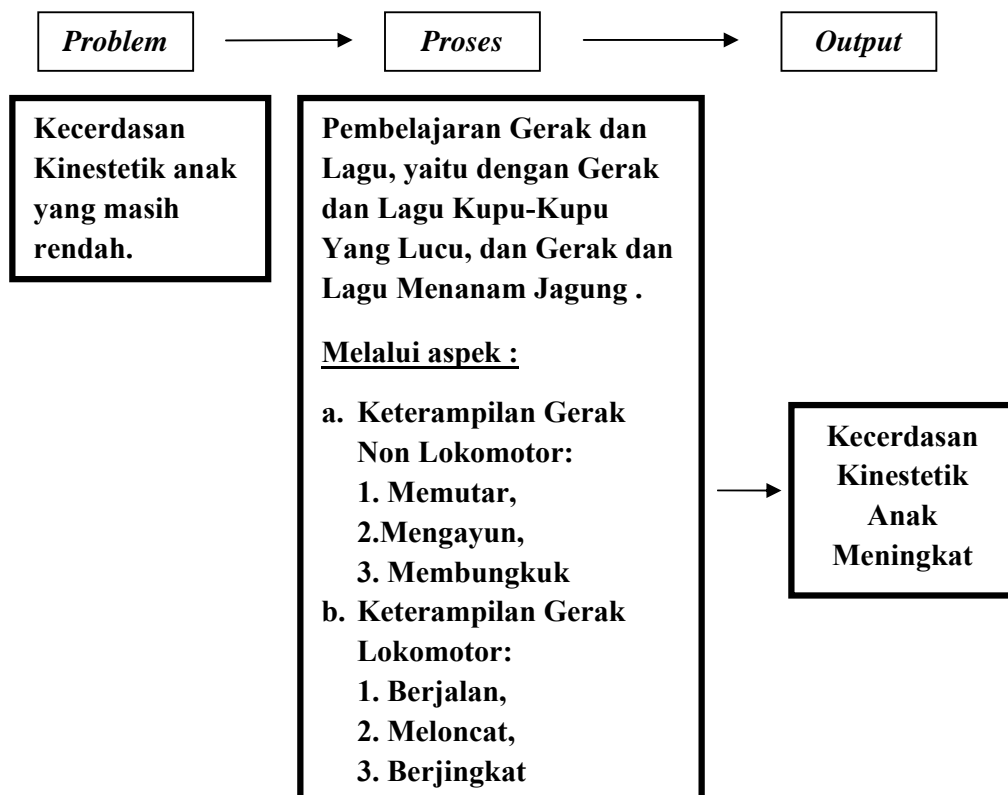 Problem
Proses
Output
Kecerdasan
Kinestetik anak
yang masih
rendah.
Pembelajaran Gerak dan
Lagu, yaitu dengan Gerak
dan Lagu Kupu-Kupu
Yang Lucu, dan Gerak dan
Lagu Menanam Jagung .
Melalui aspek :
a. Keterampilan Gerak
Non Lokomotor:
1. Memutar,
2.Mengayun,
3. Membungkuk
b. Keterampilan Gerak
Lokomotor:
1. Berjalan,
2. Meloncat,
3. Berjingkat
Kecerdasan
Kinestetik
Anak
Meningkat